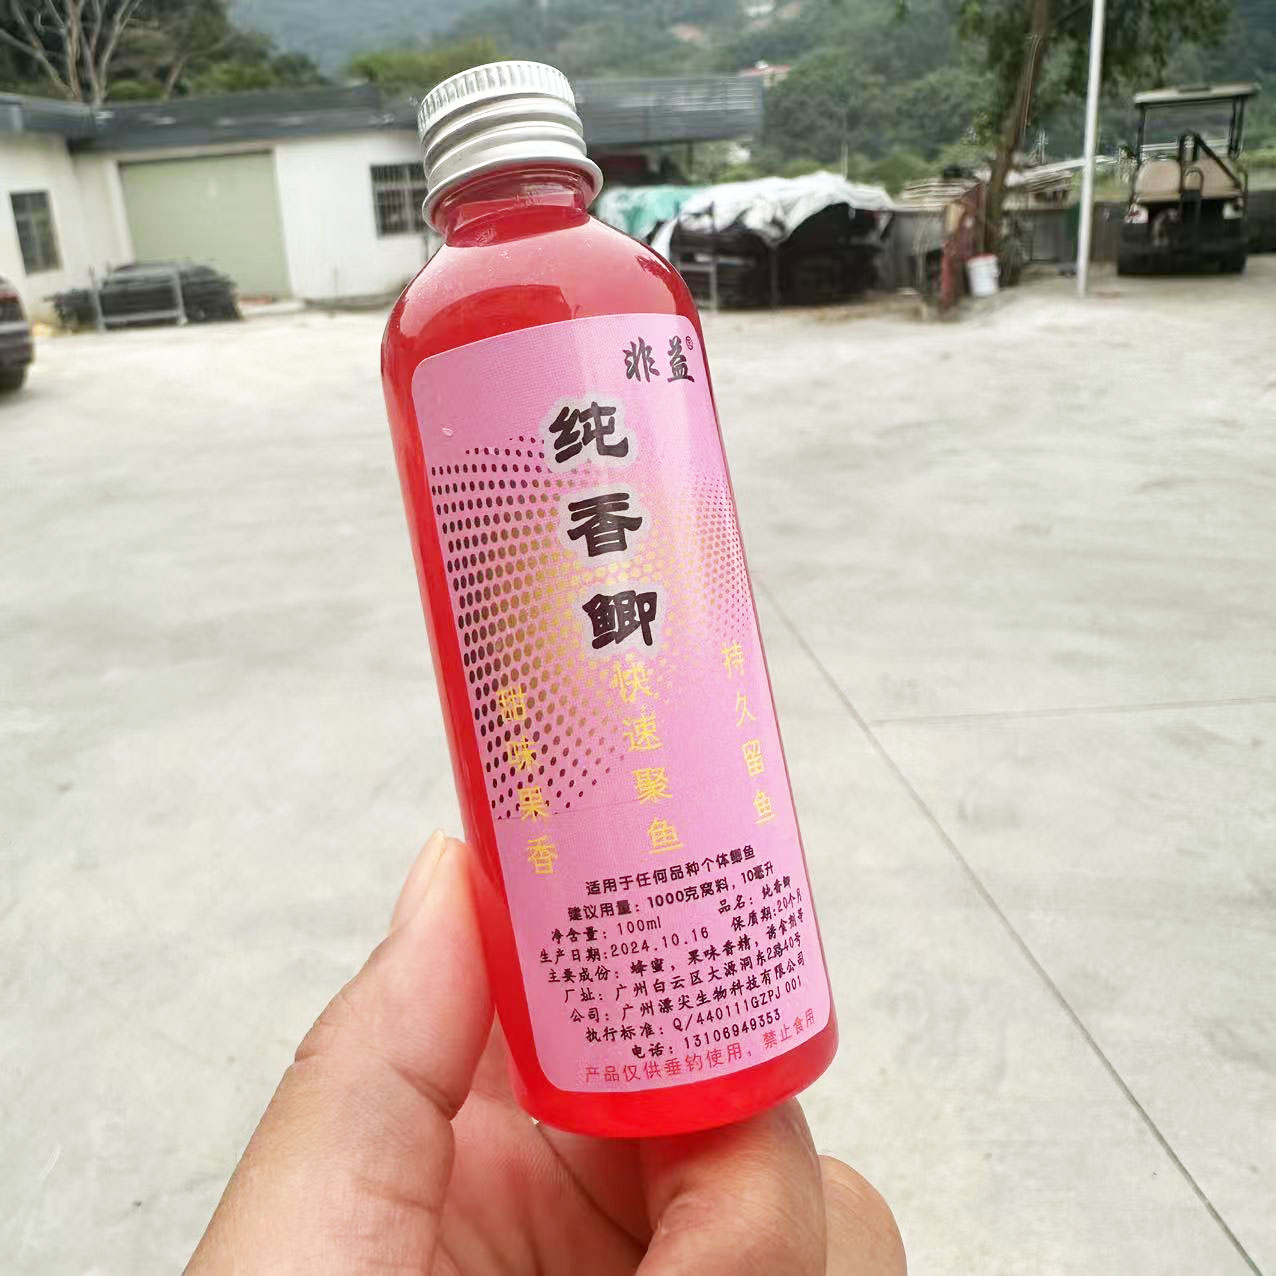 非益®
纯香鲫
甜味果香
快速聚鱼
持久留鱼
适用于任何品种个体鲫鱼
建议用量：1000克窝料，10毫升
净含量：100ml 品名：纯香鲫
生产日期：2024.10.16 保质期：20个月
主要成份：蜂蜜，果味香精，诱食剂等
厂址：广州白云区大源洞东2路40号
公司：广州漂尖生物科技有限公司
执行标准：Q/440111GZPJ 001
电话：13106949353
产品仅供垂钓使用，禁止食用